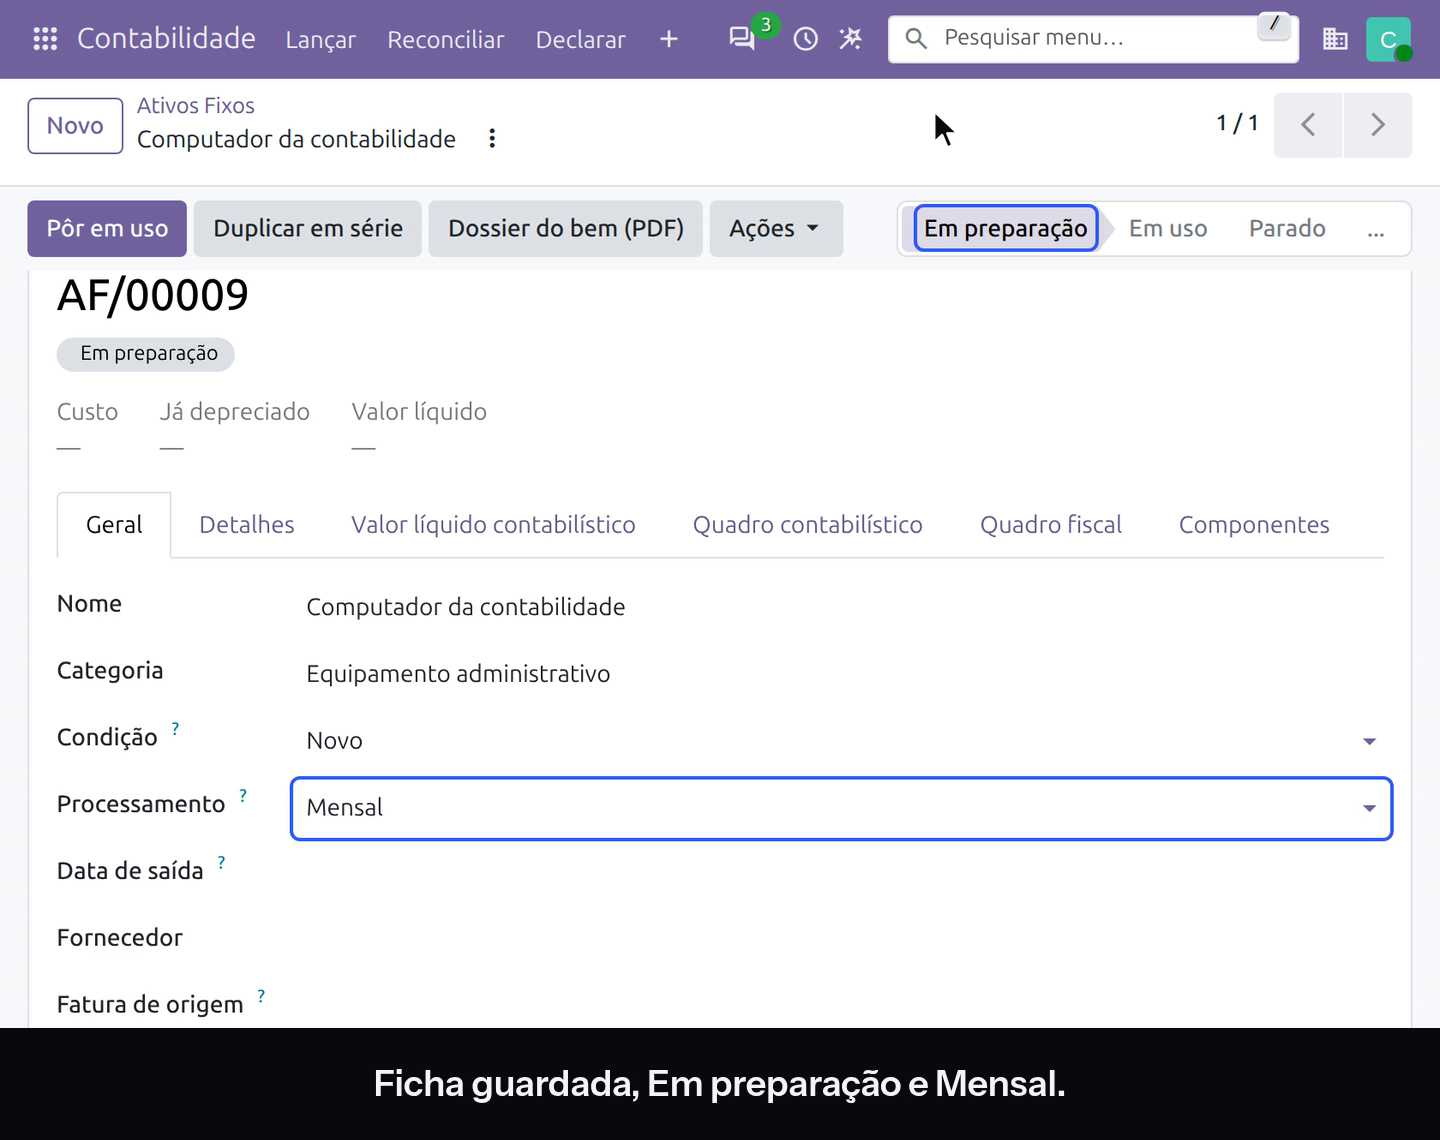 Contabilidade Lançar Reconciliar Declarar + 3 Pesquisar menu... / C
Novo
Ativos Fixos
Computador da contabilidade
1 / 1
Pôr em uso Duplicar em série Dossier do bem (PDF) Ações Em preparação Em uso Parado ...
AF/00009
Em preparação
Custo Já depreciado Valor líquido
— — —
Geral Detalhes Valor líquido contabilístico Quadro contabilístico Quadro fiscal Componentes
Nome Computador da contabilidade
Categoria Equipamento administrativo
Condição ? Novo
Processamento ? Mensal
Data de saída ?
Fornecedor
Fatura de origem ?
Ficha guardada, Em preparação e Mensal.